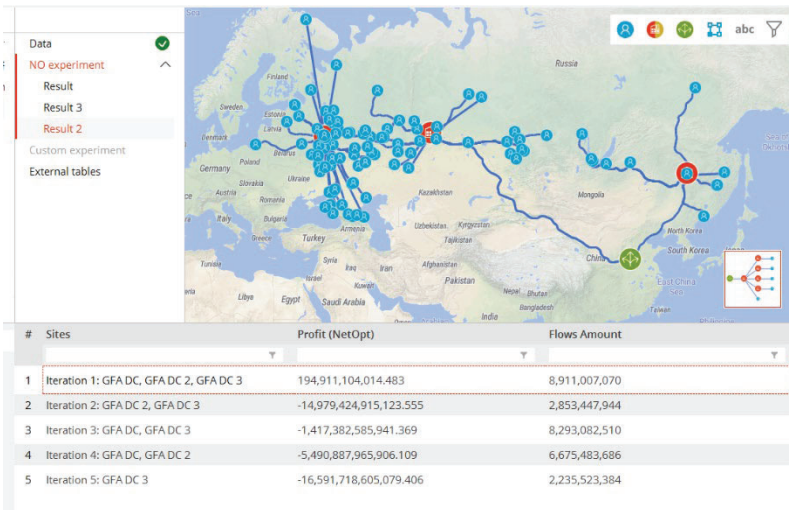 Data
NO experiment
Result
Result 3
Result 2
Custom experiment
External tables
abc
Russia
Finland
Sweden
Estonia
Latvia
Denmark
Belarus
Poland
Germany
Ukraine
Slovakia
Austria
Romania
Kazakhstan
Mongolia
Italy
Bulgaria
Armenia
Uzbekistan
Kyrgyzstan
Greece
Turkey
Tajikistan
North Korea
South Korea
Japan
Tunisia
Syria
Iraq
Iran
Afghanistan
China
Israel
Kuwait
Pakistan
Nepal
Bhutan
East China
Sea
Libya
Egypt
Saudi Arabia
Bangladesh
Taiwan
India
# Sites Profit (NetOpt) Flows Amount
1 Iteration 1: GFA DC, GFA DC 2, GFA DC 3 194,911,104,014.483 8,911,007,070
2 Iteration 2: GFA DC 2, GFA DC 3 -14,979,424,915,123.555 2,853,447,944
3 Iteration 3: GFA DC, GFA DC 3 -1,417,382,585,941.369 8,293,082,510
4 Iteration 4: GFA DC, GFA DC 2 -5,490,887,965,906.109 6,675,483,686
5 Iteration 5: GFA DC 3 -16,591,718,605,079.406 2,235,523,384